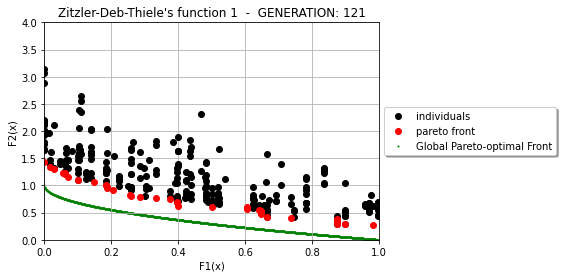 Zitzler-Deb-Thiele's function 1 - GENERATION: 121
4.0
3.5
3.0
2.5
2.0
1.5
1.0
0.5
0.0
F2(x)
0.0 0.2 0.4 0.6 0.8 1.0
F1(x)
individuals
pareto front
Global Pareto-optimal Front